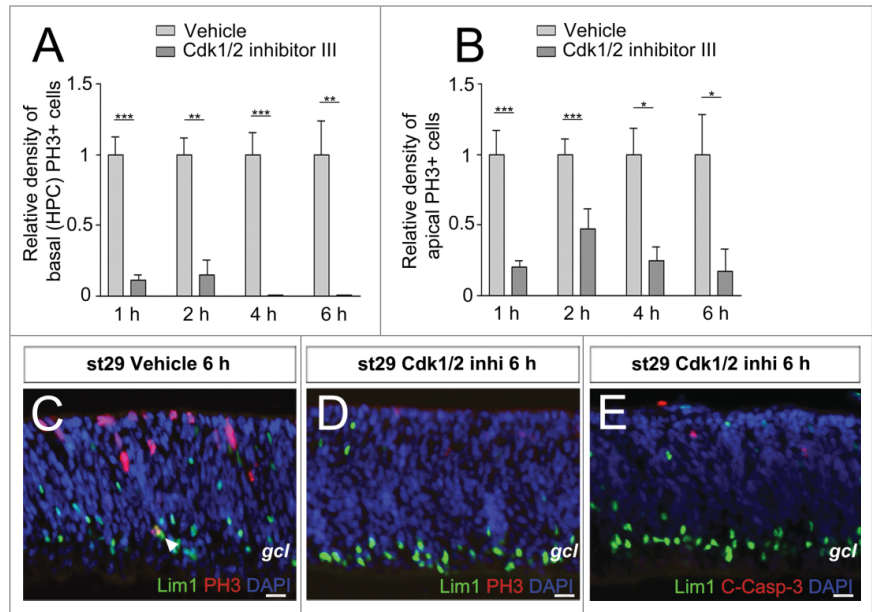 A
Vehicle
Cdk1/2 inhibitor III
Relative density of
basal (HPC) PH3+ cells
1.5
1
0.5
0
***
**
***
**
1 h 2 h 4 h 6 h
B
Vehicle
Cdk1/2 inhibitor III
Relative density of
apical PH3+ cells
1.5
1
0.5
0
***
***
*
*
1 h 2 h 4 h 6 h
st29 Vehicle 6 h
C
gcl
Lim1 PH3 DAPI
st29 Cdk1/2 inhi 6 h
D
gcl
Lim1 PH3 DAPI
st29 Cdk1/2 inhi 6 h
E
gcl
Lim1 C-Casp-3 DAPI